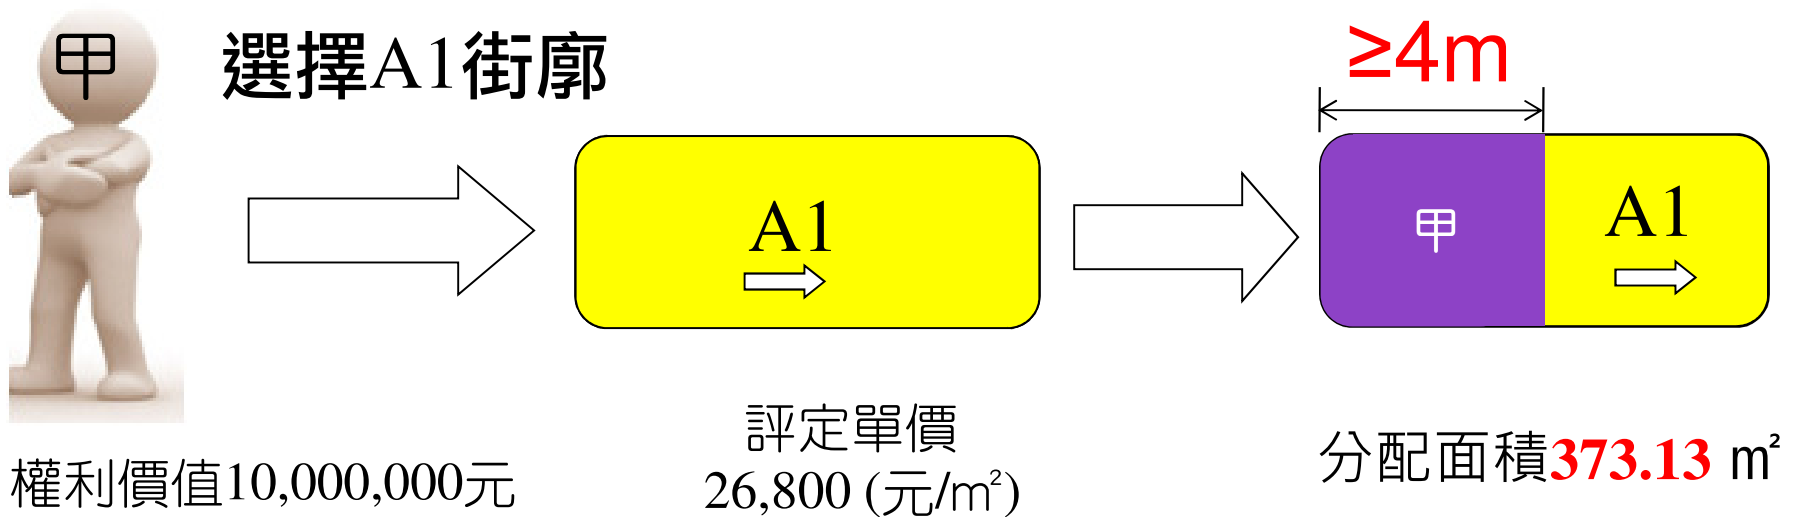 甲
選擇A1街廓
≥4m
A1
甲
A1
權利價值10,000,000元
評定單價
26,800 (元/㎡)
分配面積373.13 ㎡